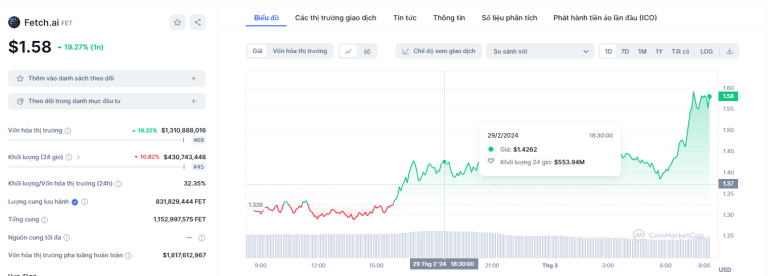 Fetch.ai FET
$1.58 19.27% (1n)
Thêm vào danh sách theo dõi +
Theo dõi trong danh mục đầu tư +
Vốn hóa thị trường 19.32% $1,310,888,016
#68
Khối lượng (24 giờ) 10.82% $430,743,448
#45
Khối lượng/Vốn hóa thị trường (24h) 32.35%
Lượng cung lưu hành 831,829,444 FET
Tổng cung 1,152,997,575 FET
Nguồn cung tối đa --
Vốn hóa thị trường pha loãng hoàn toàn $1,817,612,967
Biểu đồ Các thị trường giao dịch Tin tức Thông tin Số liệu phân tích Phát hành tiền ảo lần đầu (ICO)
Giá Vốn hóa thị trường Chế độ xem giao dịch So sánh với 1D 7D 1M 1Y Tất cả LOG
1.60
1.58
1.55
1.50
1.45
1.40
1.37
1.35
1.30
1.25
1.326
29/2/2024 18:30:00
Giá: $1.4262
Khối lượng 24 giờ: $553.94M
CoinMarketCap
9:00 12:00 15:00 29 Thg 2 '24 18:30:00 21:00 Thg 3 3:00 6:00 8:00
USD